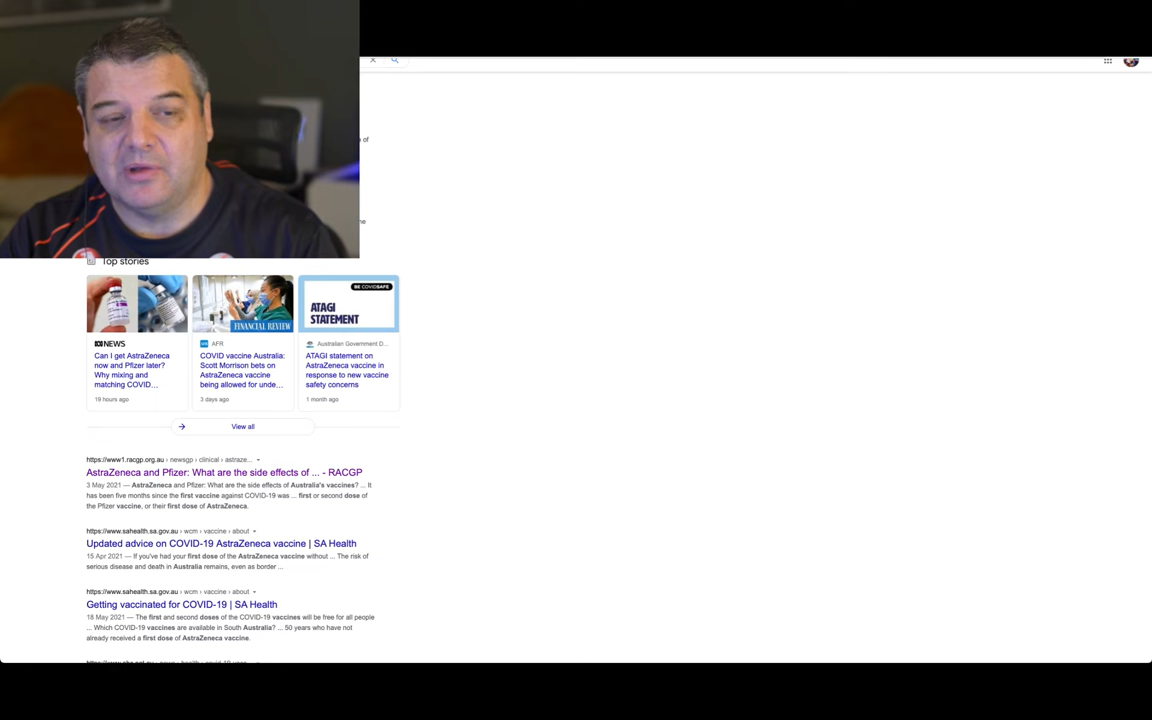 e of
ne
Top stories
BE COVIDSAFE
ATAGI
STATEMENT
FINANCIAL REVIEW
NEWS
AFR
Australian Government D...
Can I get AstraZeneca
now and Pfizer later?
Why mixing and
matching COVID...
COVID vaccine Australia:
Scott Morrison bets on
AstraZeneca vaccine
being allowed for unde...
ATAGI statement on
AstraZeneca vaccine in
response to new vaccine
safety concerns
19 hours ago
3 days ago
1 month ago
View all
https://www1.racgp.org.au › newsgp › clinical › astraze...
AstraZeneca and Pfizer: What are the side effects of ... - RACGP
3 May 2021 — AstraZeneca and Pfizer: What are the side effects of Australia's vaccines? ... It
has been five months since the first vaccine against COVID-19 was ... first or second dose of
the Pfizer vaccine, or their first dose of AstraZeneca.
https://www.sahealth.sa.gov.au › wcm › vaccine › about
Updated advice on COVID-19 AstraZeneca vaccine | SA Health
15 Apr 2021 — If you've had your first dose of the AstraZeneca vaccine without ... The risk of
serious disease and death in Australia remains, even as border ...
https://www.sahealth.sa.gov.au › wcm › vaccine › about
Getting vaccinated for COVID-19 | SA Health
18 May 2021 — The first and second doses of the COVID-19 vaccines will be free for all people
... Which COVID-19 vaccines are available in South Australia? ... 50 years who have not
already received a first dose of AstraZeneca vaccine.